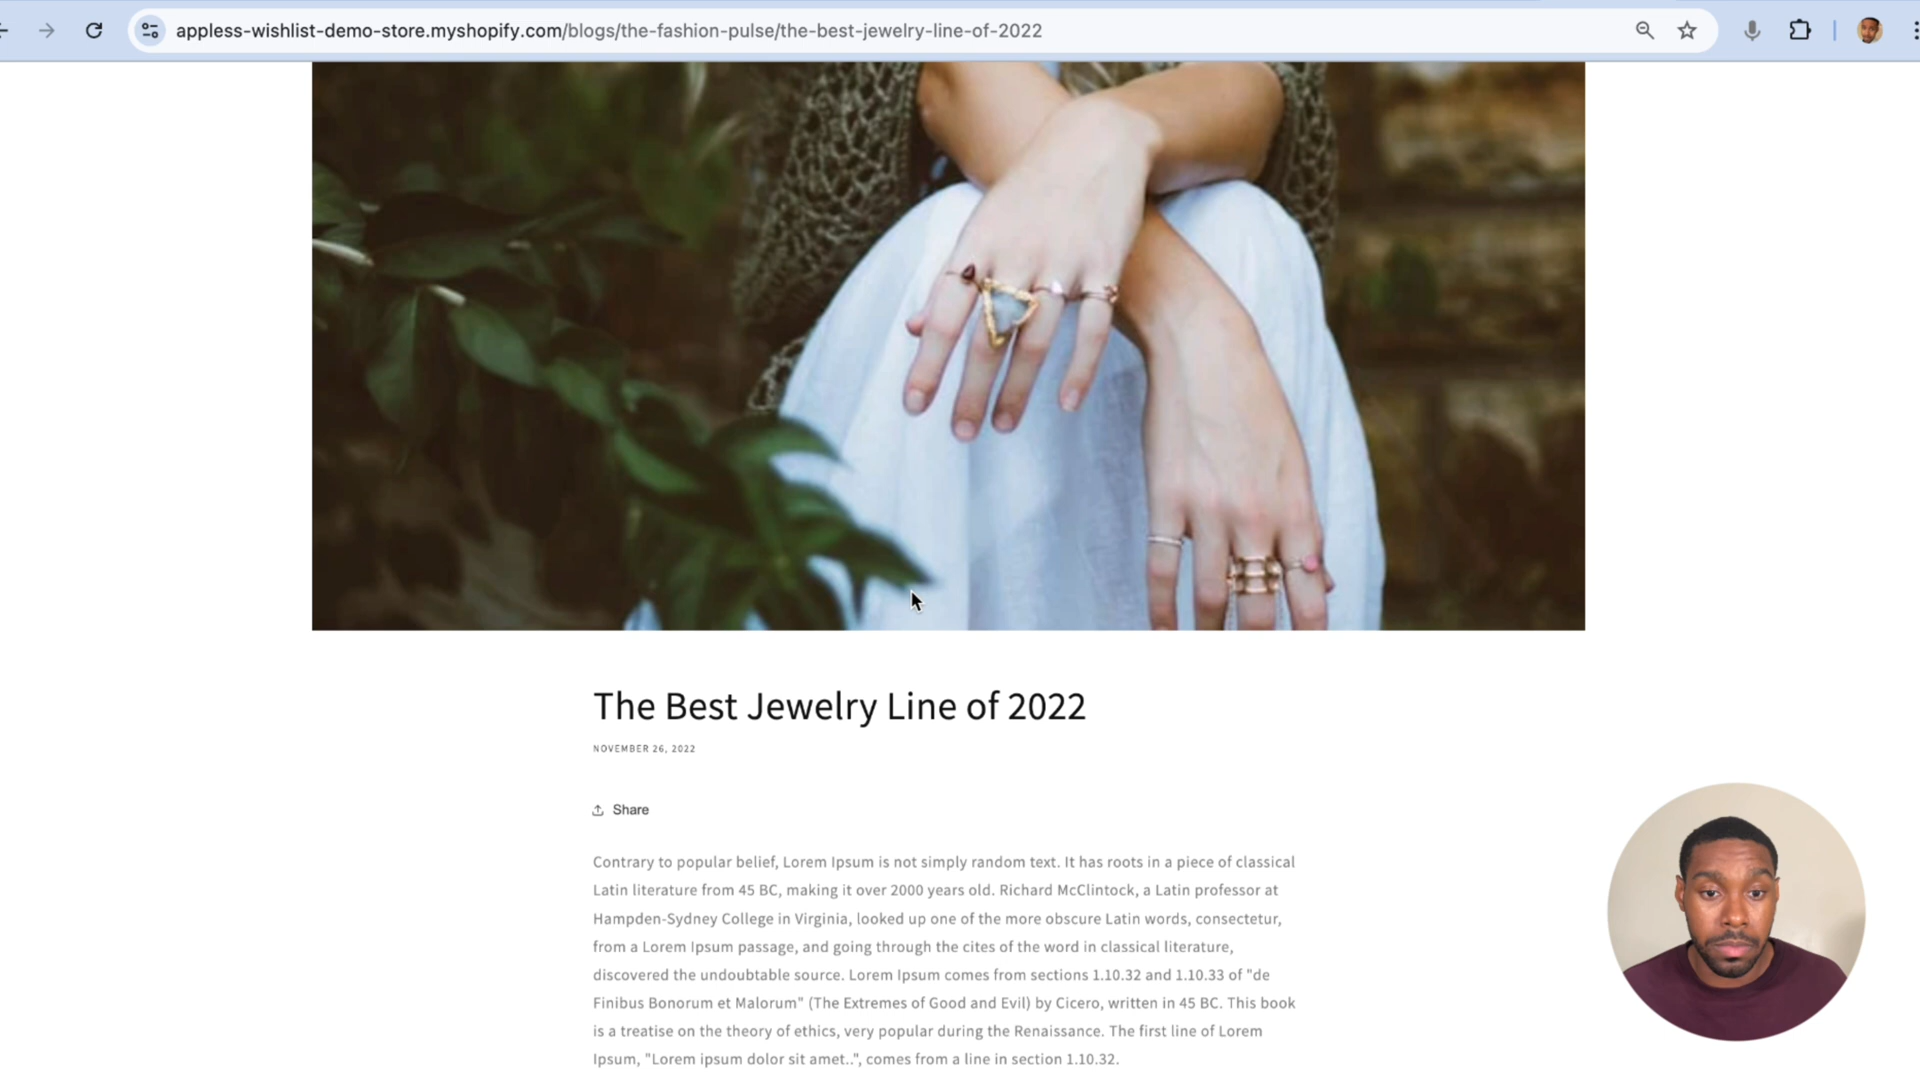 appless-wishlist-demo-store.myshopify.com/blogs/the-fashion-pulse/the-best-jewelry-line-of-2022
The Best Jewelry Line of 2022
NOVEMBER 26, 2022
Share
Contrary to popular belief, Lorem Ipsum is not simply random text. It has roots in a piece of classical
Latin literature from 45 BC, making it over 2000 years old. Richard McClintock, a Latin professor at
Hampden-Sydney College in Virginia, looked up one of the more obscure Latin words, consectetur,
from a Lorem Ipsum passage, and going through the cites of the word in classical literature,
discovered the undoubtable source. Lorem Ipsum comes from sections 1.10.32 and 1.10.33 of "de
Finibus Bonorum et Malorum" (The Extremes of Good and Evil) by Cicero, written in 45 BC. This book
is a treatise on the theory of ethics, very popular during the Renaissance. The first line of Lorem
Ipsum, "Lorem ipsum dolor sit amet..", comes from a line in section 1.10.32.